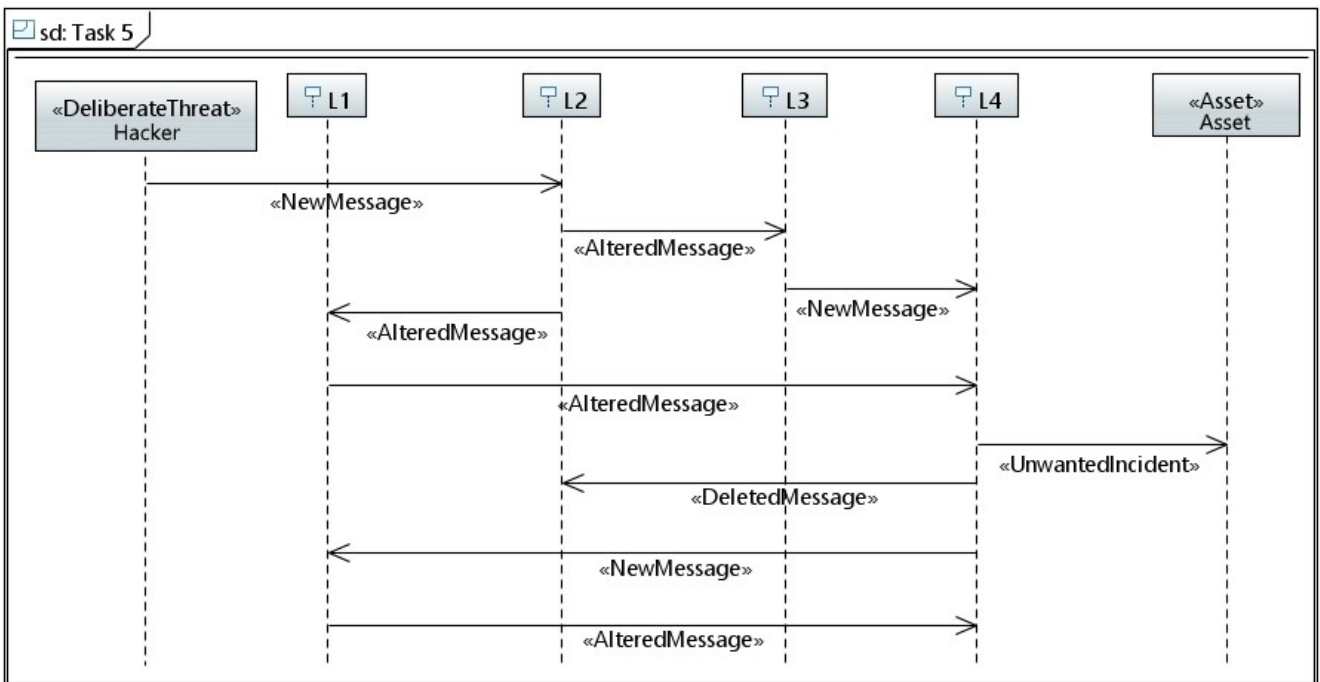 sd: Task 5
«DeliberateThreat»
Hacker
L1
L2
L3
L4
«Asset»
Asset
«NewMessage»
«AlteredMessage»
«NewMessage»
«AlteredMessage»
«AlteredMessage»
«UnwantedIncident»
«DeletedMessage»
«NewMessage»
«AlteredMessage»